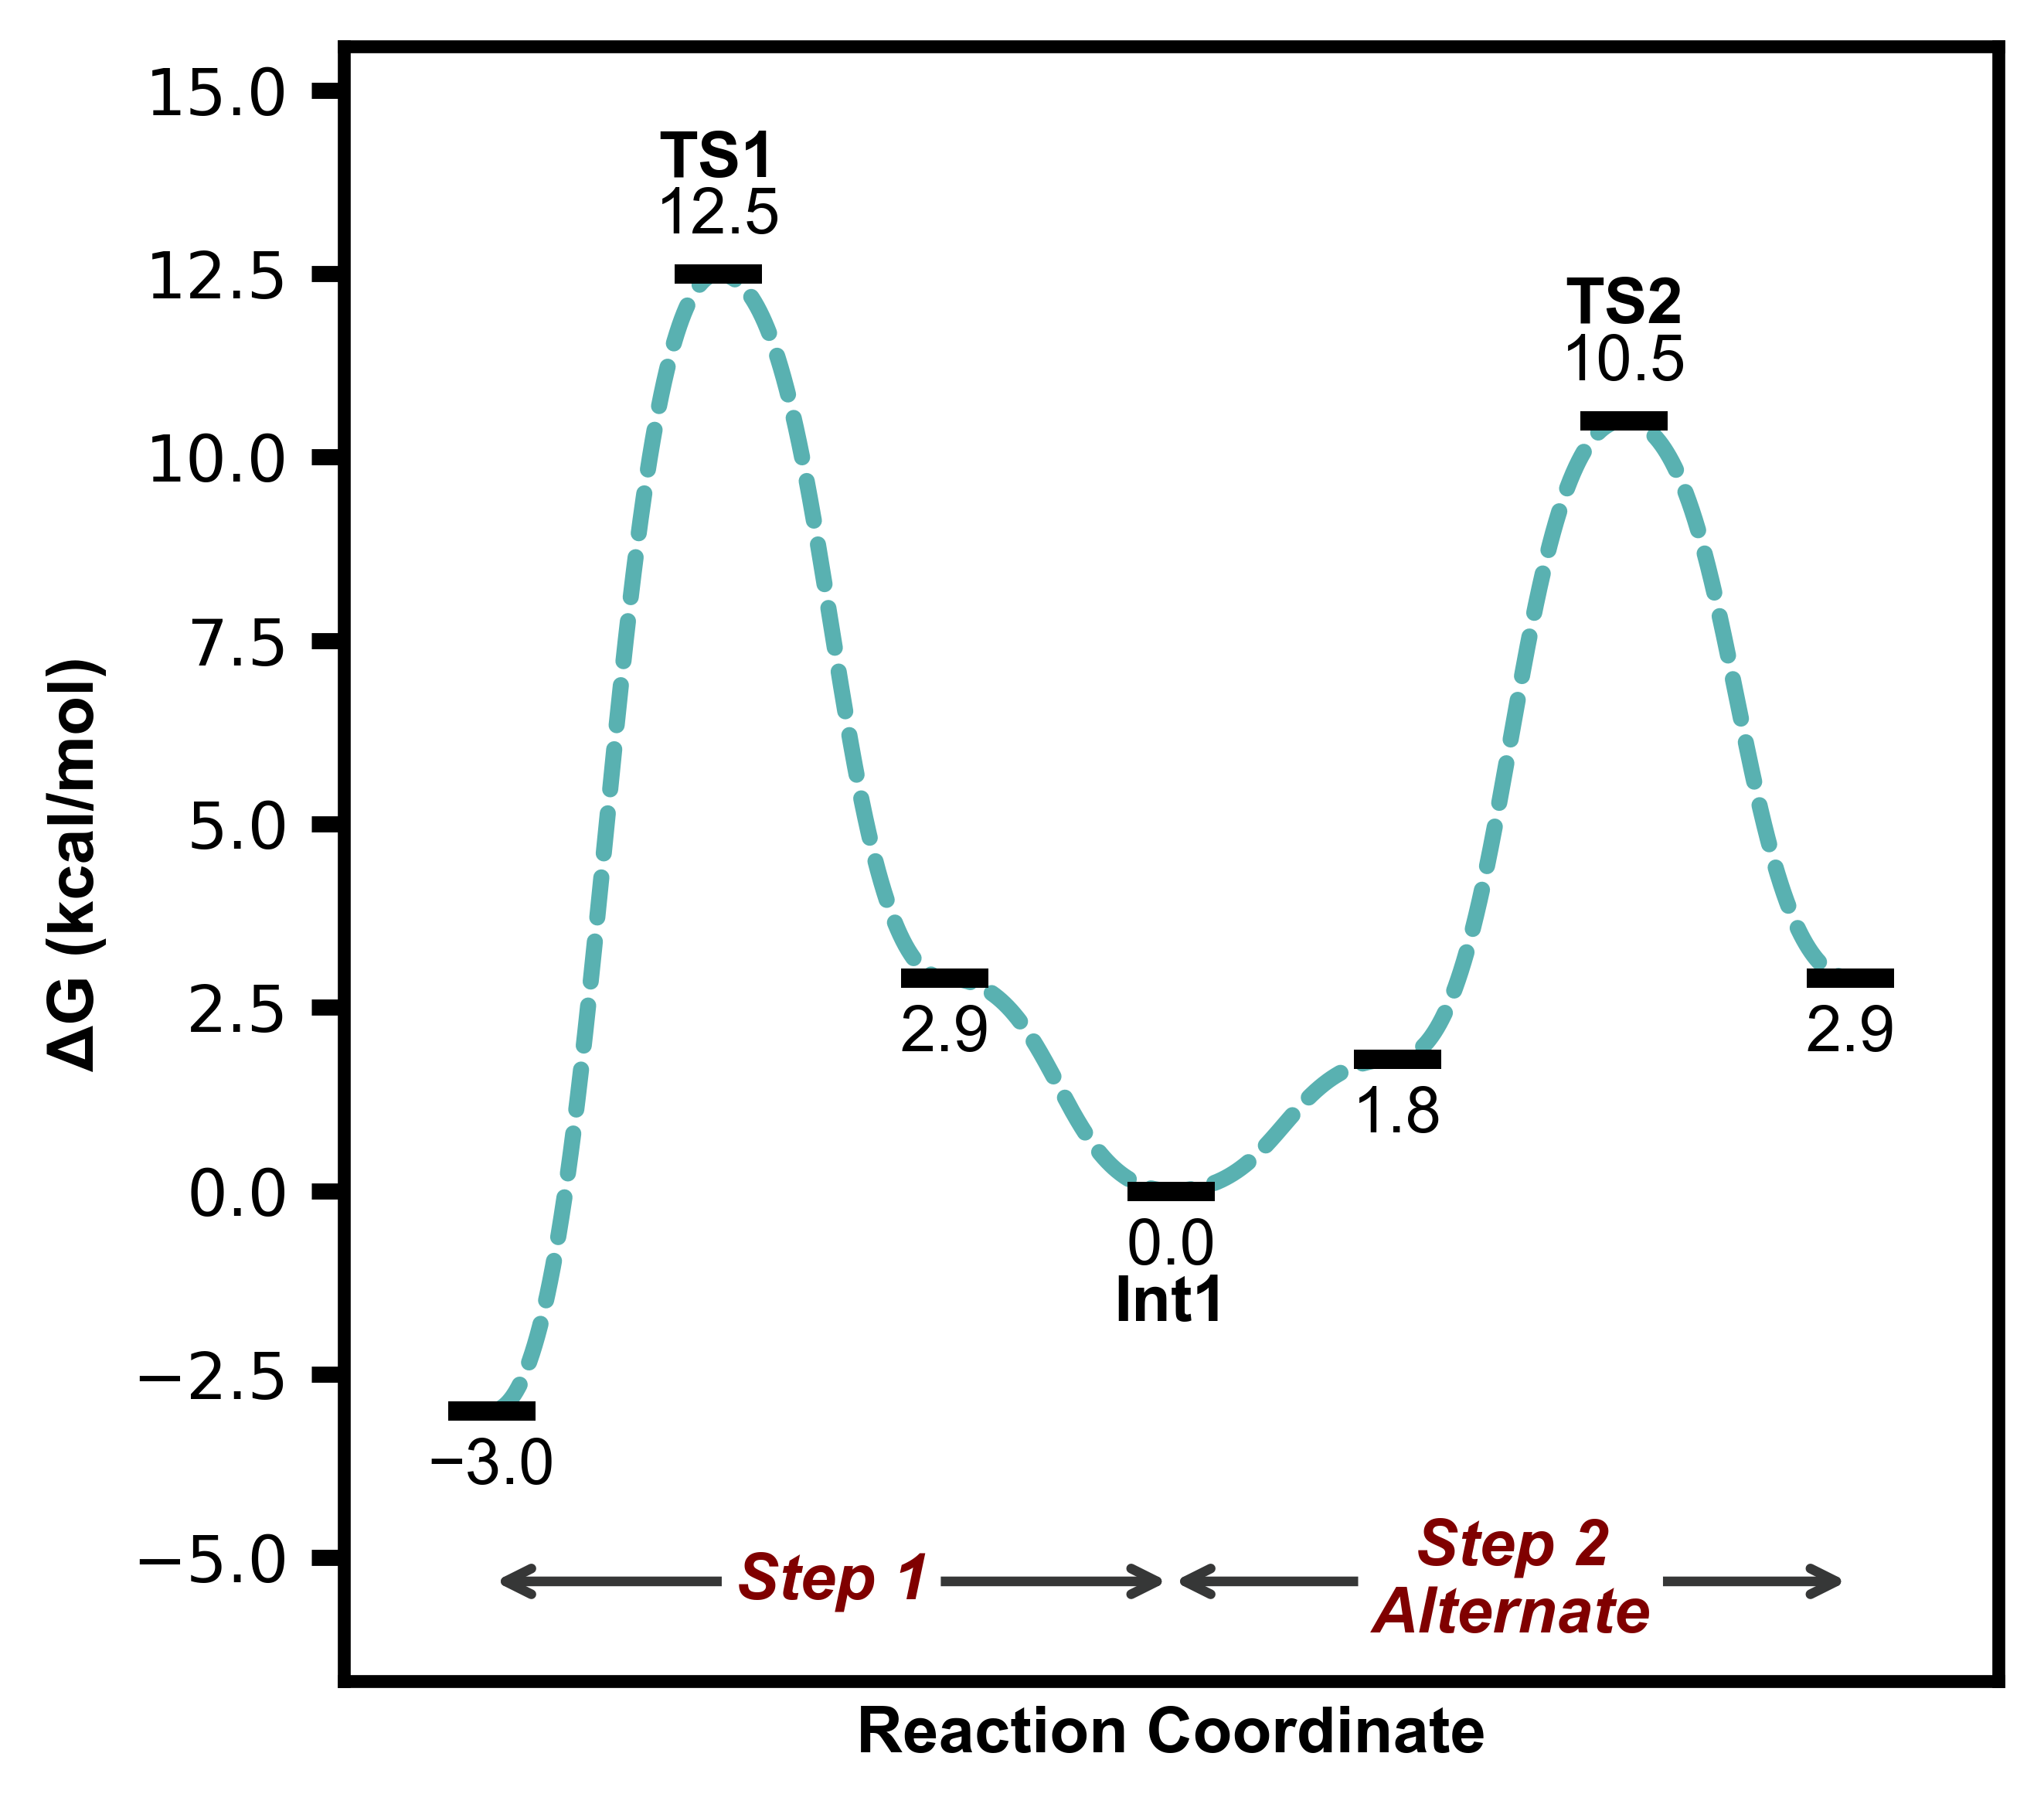 15.0
12.5
10.0
7.5
5.0
2.5
0.0
−2.5
−5.0
ΔG (kcal/mol)
TS1
12.5
TS2
10.5
2.9
2.9
1.8
0.0
Int1
−3.0
Step 1
Step 2
Alternate
Reaction Coordinate